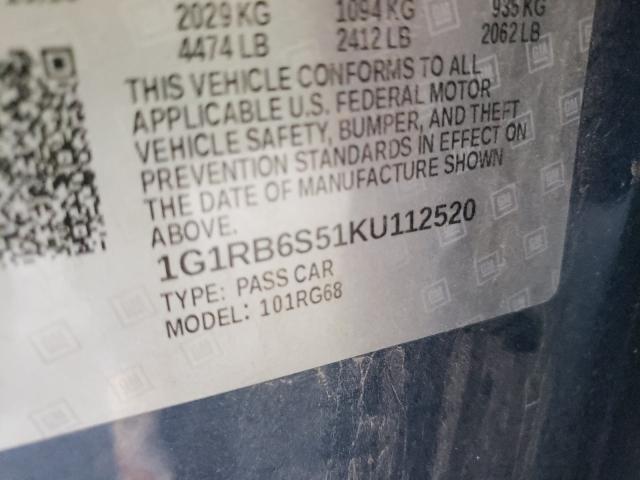 2029 KG 1094 KG 935 KG
4474 LB 2412 LB 2062 LB
THIS VEHICLE CONFORMS TO ALL
APPLICABLE U.S. FEDERAL MOTOR
VEHICLE SAFETY, BUMPER, AND THEFT
PREVENTION STANDARDS IN EFFECT ON
THE DATE OF MANUFACTURE SHOWN
ABOVE.
1G1RB6S51KU112520
TYPE: PASS CAR
MODEL: 101RG68